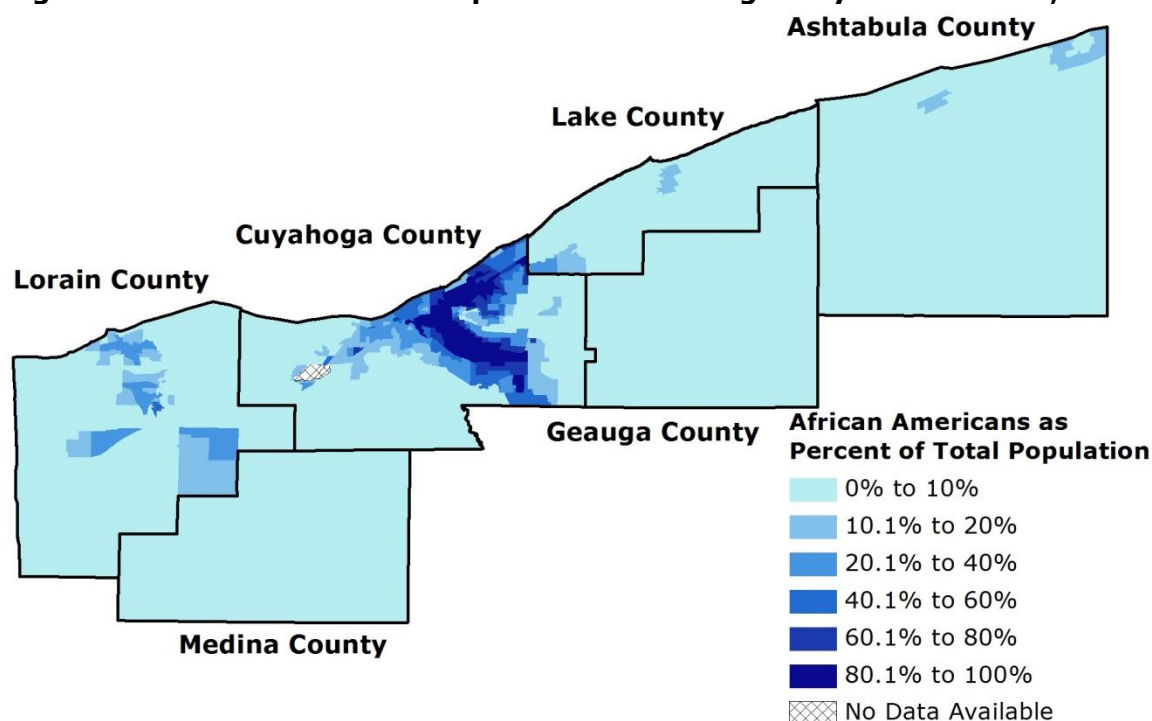 Ashtabula County
Lake County
Cuyahoga County
Lorain County
Geauga County
Medina County
African Americans as
Percent of Total Population
0% to 10%
10.1% to 20%
20.1% to 40%
40.1% to 60%
60.1% to 80%
80.1% to 100%
No Data Available